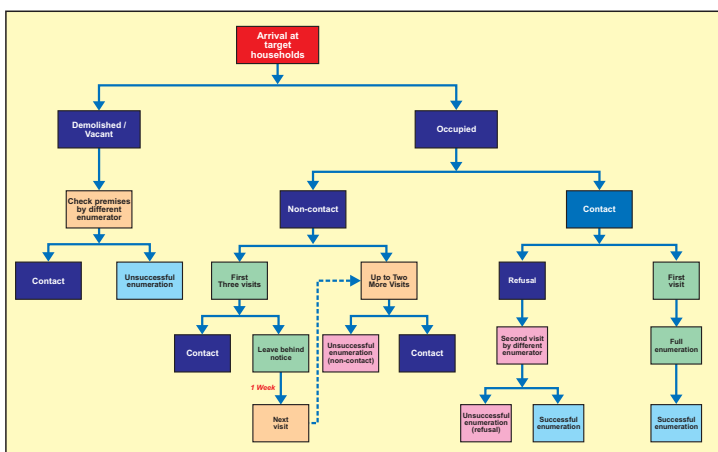 Arrival at
target
households
Demolished /
Vacant
Occupied
Check premises
by different
enumerator
Non-contact
Contact
Contact
Unsuccessful
enumeration
First
Three visits
Up to Two
More Visits
Refusal
First
visit
Contact
Leave behind
notice
Unsuccessful
enumeration
(non-contact)
Contact
Second visit
by different
enumerator
Full
enumeration
1 Week
Next
visit
Unsuccessful
enumeration
(refusal)
Successful
enumeration
Successful
enumeration